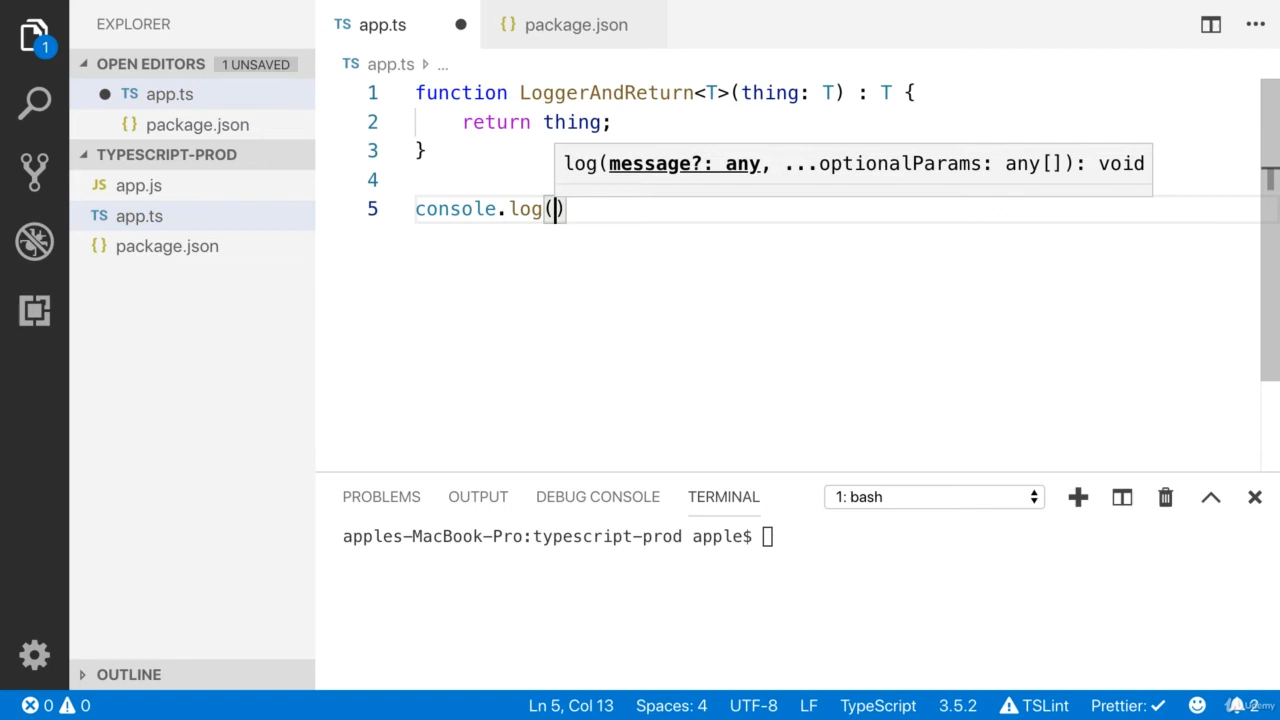 EXPLORER
OPEN EDITORS 1 UNSAVED
TS app.ts
{} package.json
TYPESCRIPT-PROD
JS app.js
TS app.ts
{} package.json
OUTLINE
1
TS app.ts
{} package.json
TS app.ts ...
1 function LoggerAndReturn<T>(thing: T) : T {
2 return thing;
3 }
4
5 console.log()
log(message?: any, ...optionalParams: any[]): void
PROBLEMS OUTPUT DEBUG CONSOLE TERMINAL 1: bash
apples-MacBook-Pro:typescript-prod apple$
0 0 Ln 5, Col 13 Spaces: 4 UTF-8 LF TypeScript 3.5.2 TSLint Prettier: ✓ 2
Udemy